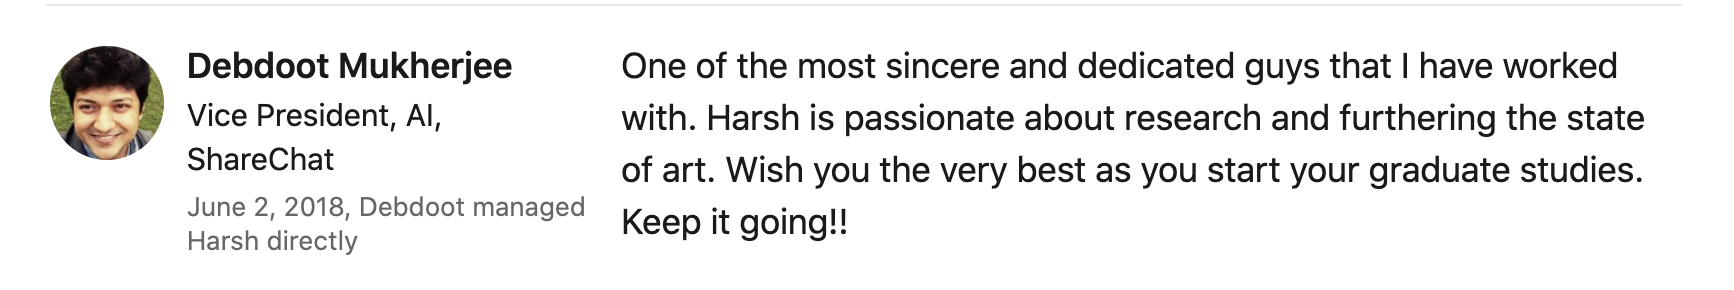 Debdoot Mukherjee
Vice President, AI,
ShareChat
June 2, 2018, Debdoot managed
Harsh directly
One of the most sincere and dedicated guys that I have worked
with. Harsh is passionate about research and furthering the state
of art. Wish you the very best as you start your graduate studies.
Keep it going!!